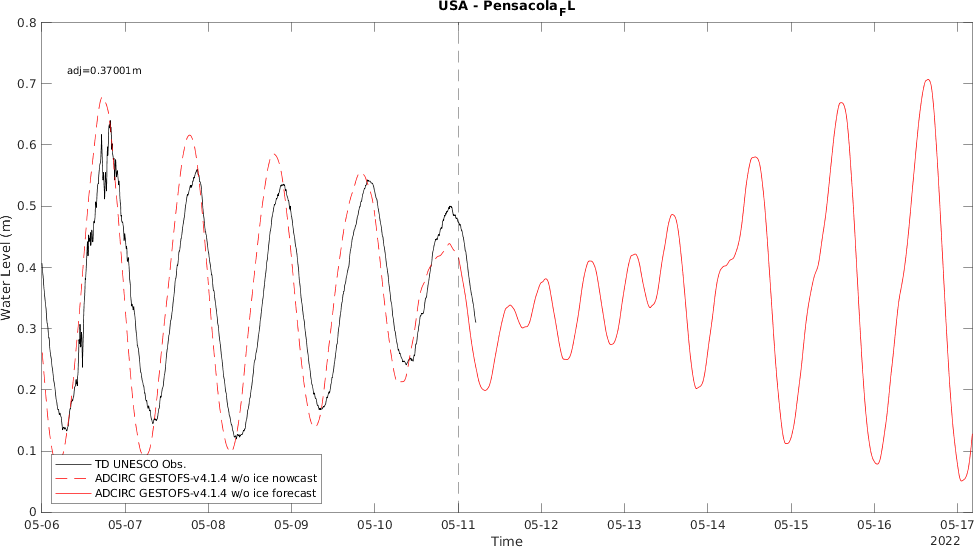 USA - Pensacola_FL
0.8
adj=0.37001m
0.7
0.6
0.5
0.4
0.3
0.2
0.1
0
Water Level (m)
TD UNESCO Obs.
ADCIRC GESTOFS-v4.1.4 w/o ice nowcast
ADCIRC GESTOFS-v4.1.4 w/o ice forecast
05-06 05-07 05-08 05-09 05-10 05-11 05-12 05-13 05-14 05-15 05-16 05-17
Time
2022